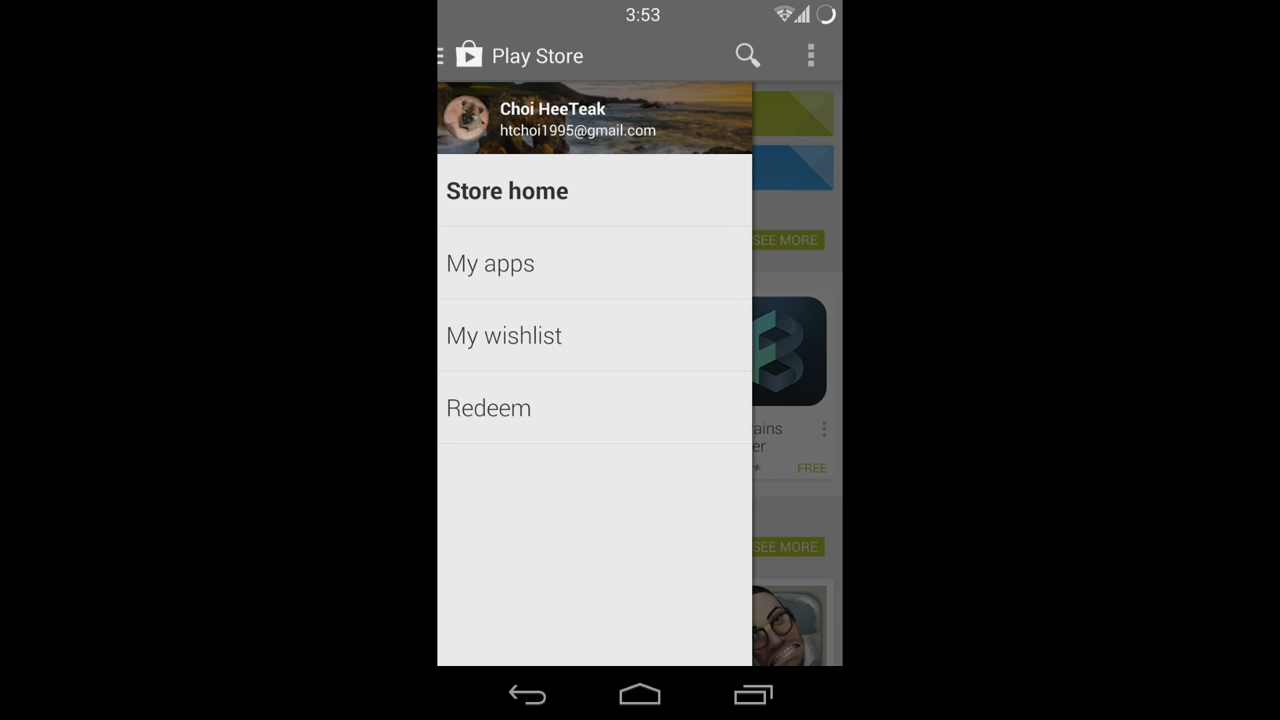 3:53
Play Store
Choi HeeTeak
htchoi1995@gmail.com
Store home
My apps
My wishlist
Redeem
SEE MORE
FREE
SEE MORE